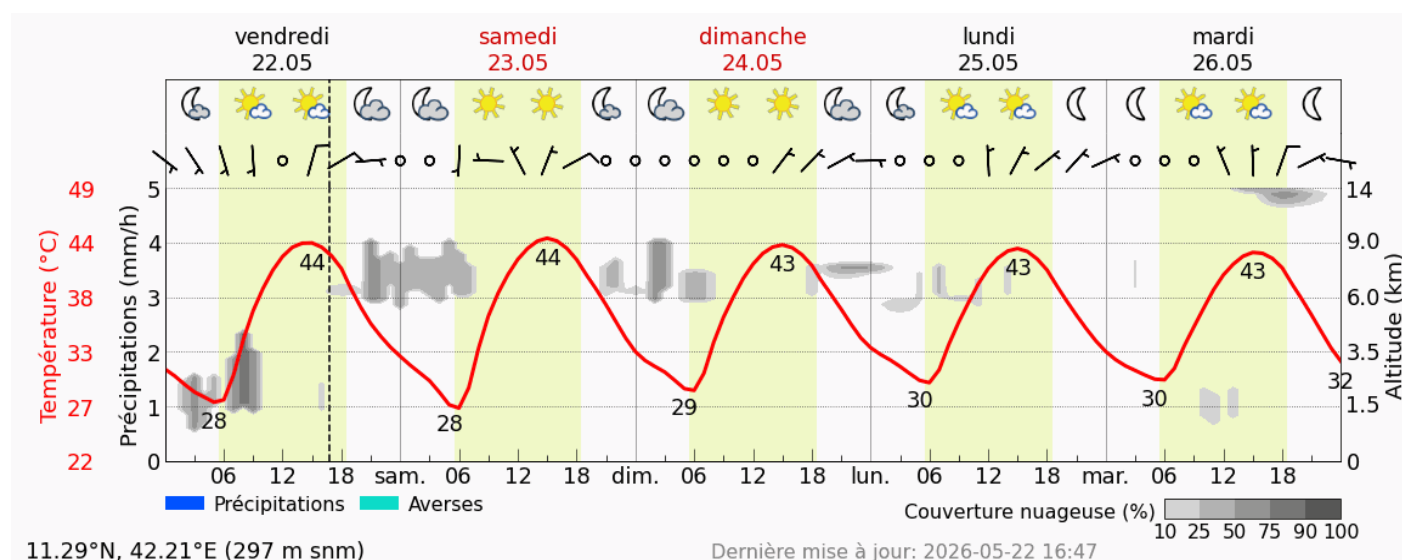 vendredi samedi dimanche lundi mardi
22.05 23.05 24.05 25.05 26.05
Température (°C)
49
44
38
33
27
22
Précipitations (mm/h)
5
4
3
2
1
0
44 44 43 43 43
28 28 29 30 30 32
14
9.0
6.0
3.5
1.5
0
Altitude (km)
06 12 18 sam. 06 12 18 dim. 06 12 18 lun. 06 12 18 mar. 06 12 18
Précipitations Averses
Couverture nuageuse (%)
10 25 50 75 90 100
11.29°N, 42.21°E (297 m snm)
Dernière mise à jour: 2026-05-22 16:47